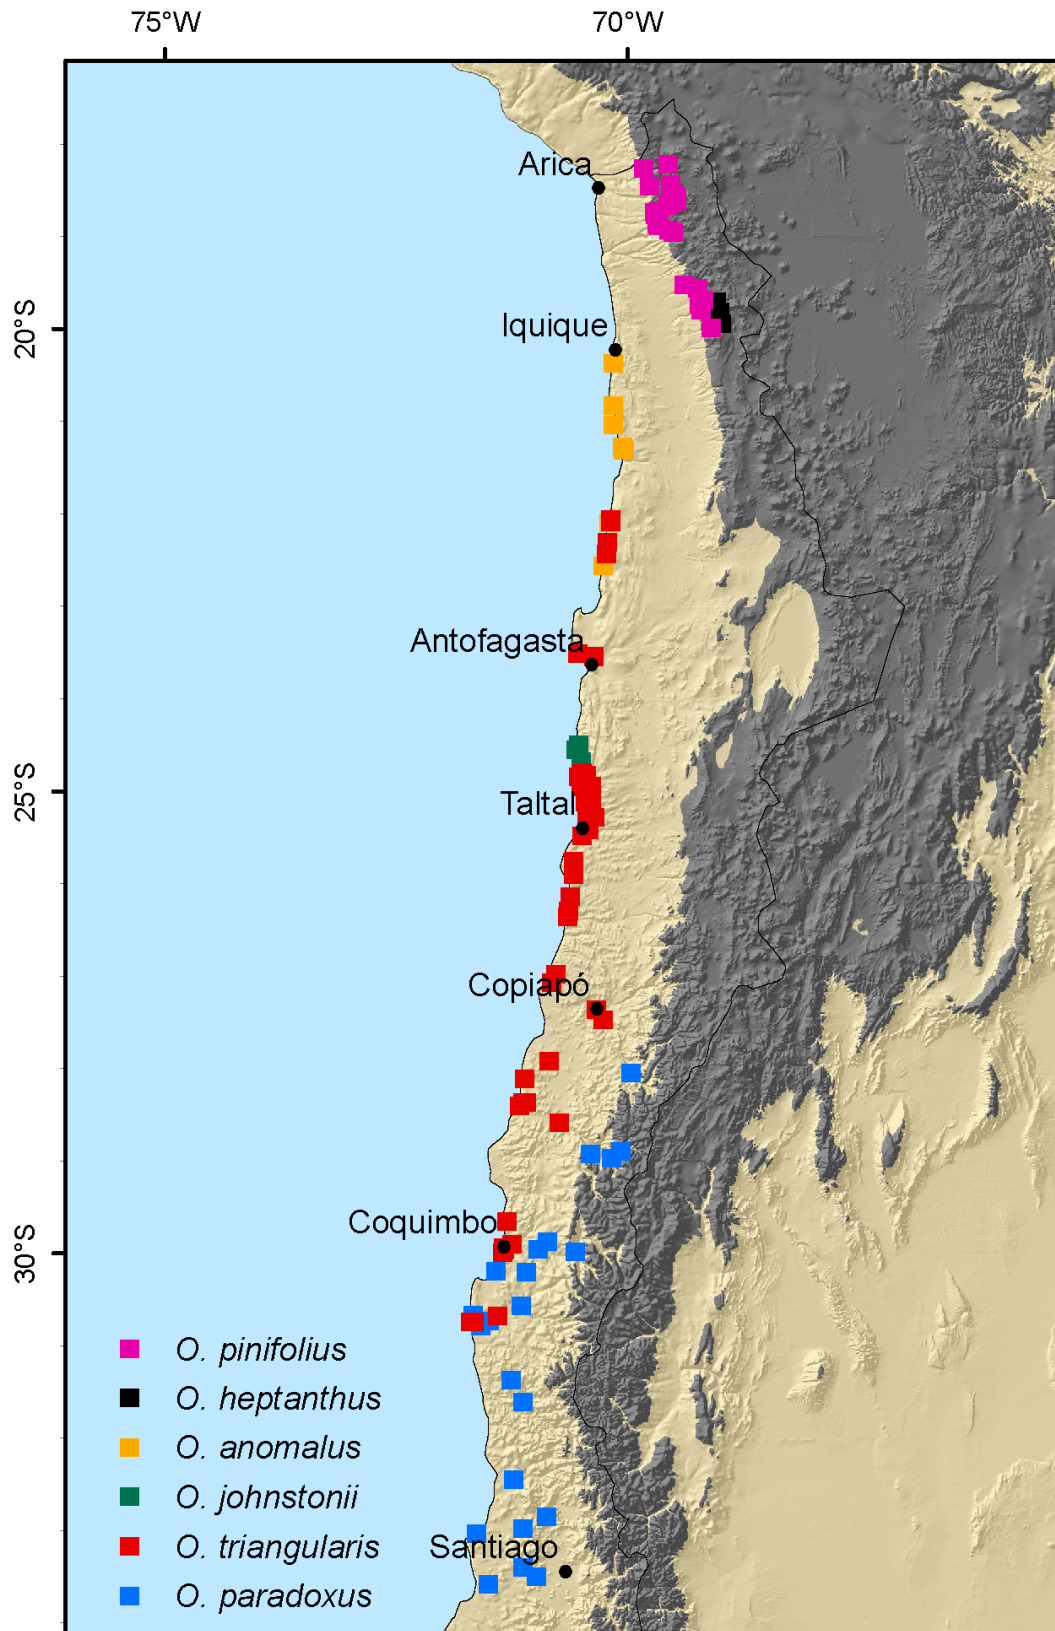 75°W 70°W
Arica
20°S
Iquique
Antofagasta
25°S
Taltal
Copiapó
Coquimbo
30°S
O. pinifolius
O. heptanthus
O. anomalus
O. johnstonii
O. triangularis
Santiago
O. paradoxus